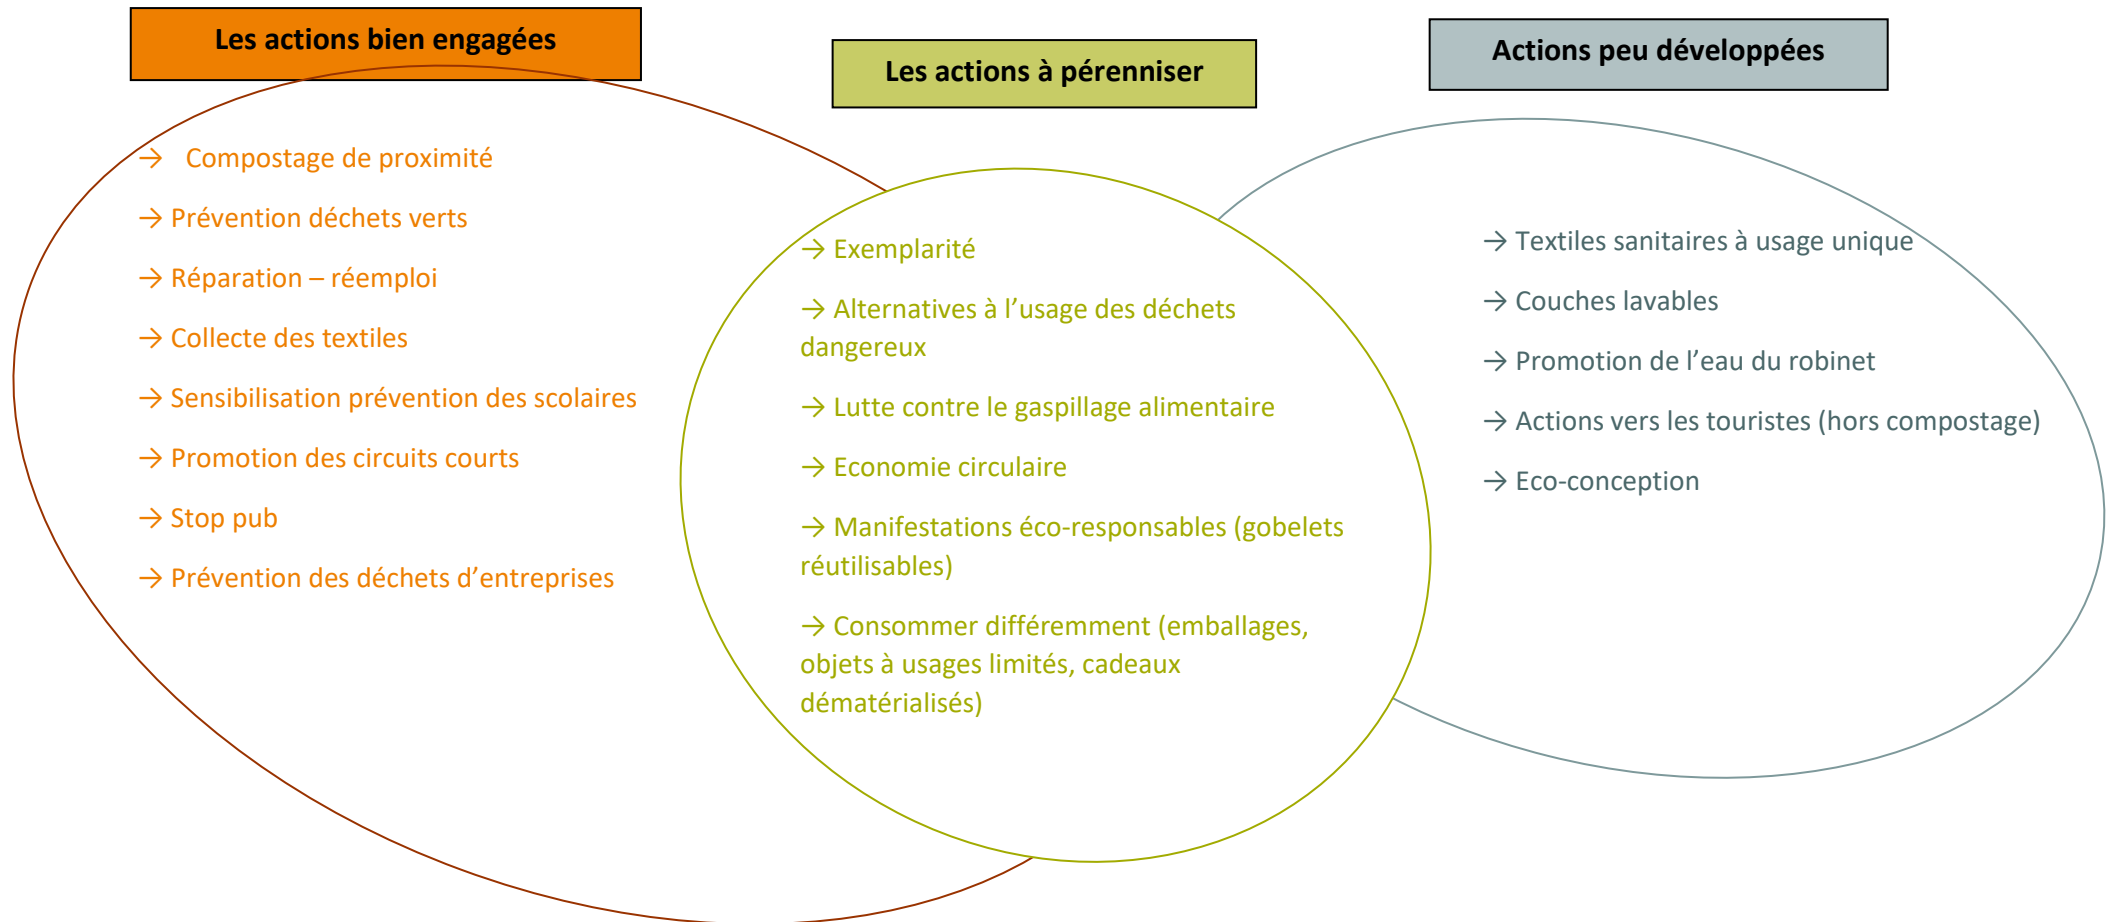 Les actions bien engagées
→ Compostage de proximité
→ Prévention déchets verts
→ Réparation – réemploi
→ Collecte des textiles
→ Sensibilisation prévention des scolaires
→ Promotion des circuits courts
→ Stop pub
→ Prévention des déchets d’entreprises
Les actions à pérenniser
→ Exemplarité
→ Alternatives à l’usage des déchets
dangereux
→ Lutte contre le gaspillage alimentaire
→ Economie circulaire
→ Manifestations éco-responsables (gobelets
réutilisables)
→ Consommer différemment (emballages,
objets à usages limités, cadeaux
dématérialisés)
Actions peu développées
→ Textiles sanitaires à usage unique
→ Couches lavables
→ Promotion de l’eau du robinet
→ Actions vers les touristes (hors compostage)
→ Eco-conception